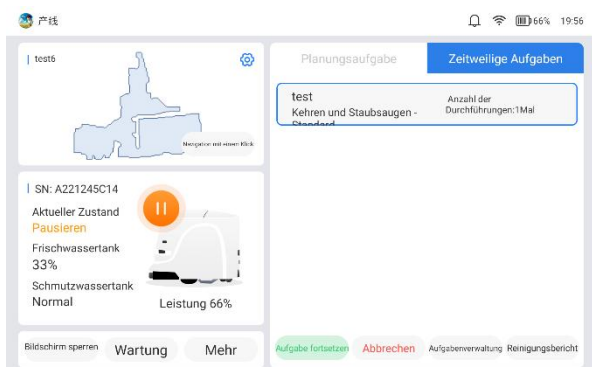 产线
66% 19:56
test6
Navigation mit einem Klick
SN: A221245C14
Aktueller Zustand
Pausieren
Frischwassertank
33%
Schmutzwassertank
Normal
Leistung 66%
Bildschirm sperren
Wartung
Mehr
Planungsaufgabe
Zeitweilige Aufgaben
test
Kehren und Staubsaugen -
Standard
Anzahl der
Durchführungen:1Mal
Aufgabe fortsetzen
Abbrechen
Aufgabenverwaltung
Reinigungsbericht